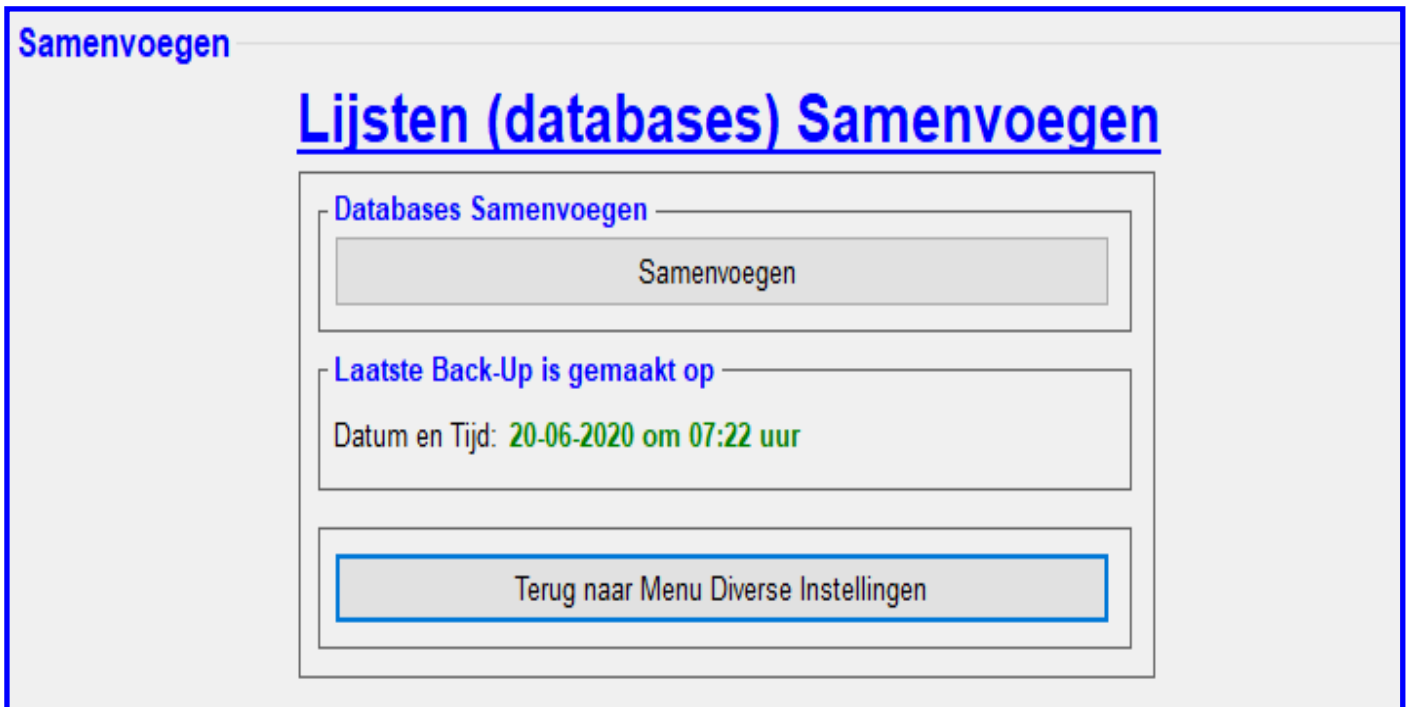 Samenvoegen
Lijsten (databases) Samenvoegen
Databases Samenvoegen
Samenvoegen
Laatste Back-Up is gemaakt op
Datum en Tijd: 20-06-2020 om 07:22 uur
Terug naar Menu Diverse Instellingen